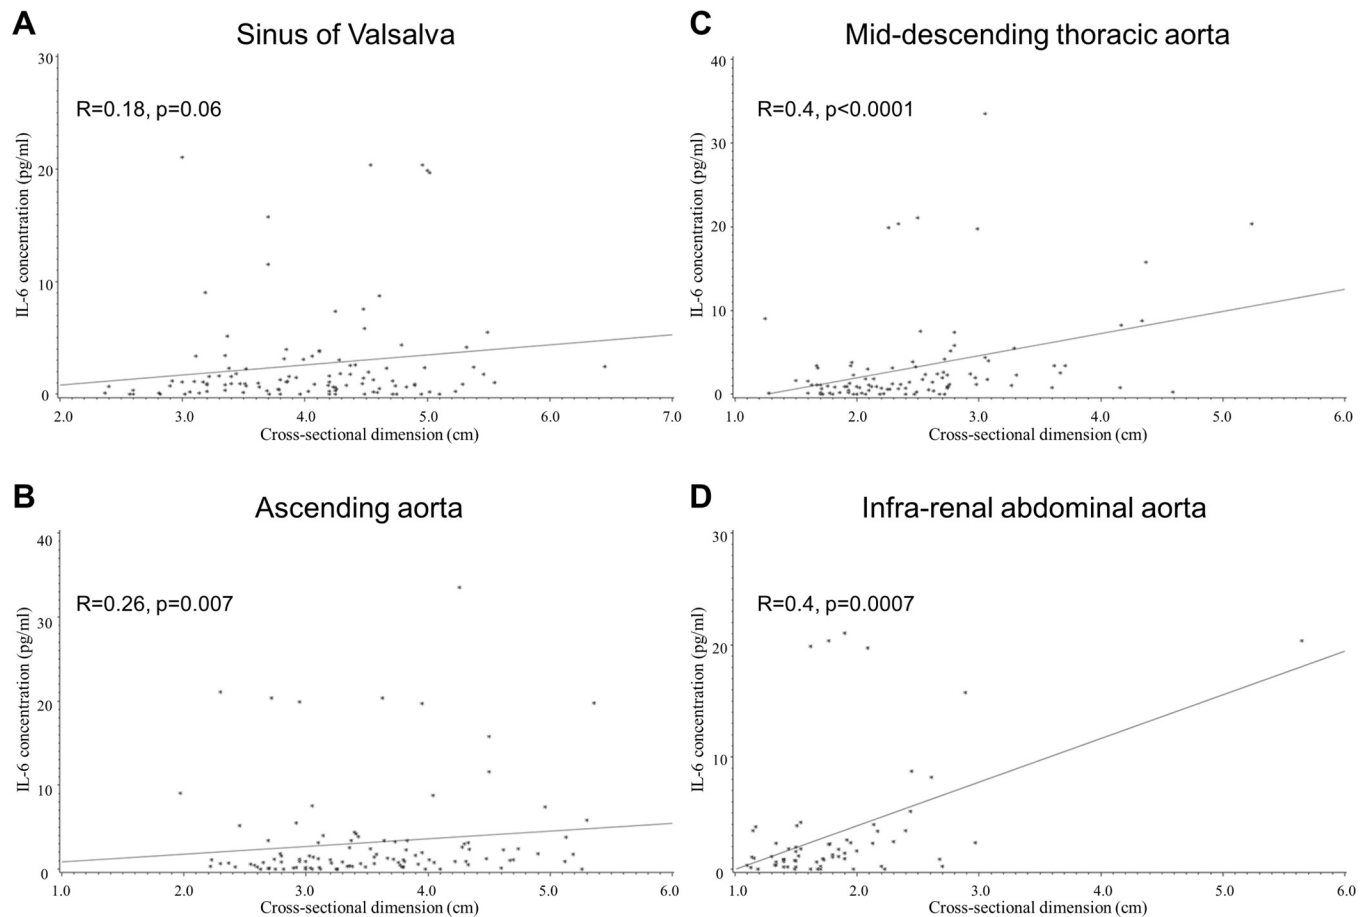 A
Sinus of Valsalva
30
R=0.18, p=0.06
20
10
0
IL-6 concentration (pg/ml)
2.0 3.0 4.0 5.0 6.0 7.0
Cross-sectional dimension (cm)
C
Mid-descending thoracic aorta
40
R=0.4, p<0.0001
30
20
10
0
IL-6 concentration (pg/ml)
1.0 2.0 3.0 4.0 5.0 6.0
Cross-sectional dimension (cm)
B
Ascending aorta
40
R=0.26, p=0.007
30
20
10
0
IL-6 concentration (pg/ml)
1.0 2.0 3.0 4.0 5.0 6.0
Cross-sectional dimension (cm)
D
Infra-renal abdominal aorta
30
R=0.4, p=0.0007
20
10
0
IL-6 concentration (pg/ml)
1.0 2.0 3.0 4.0 5.0 6.0
Cross-sectional dimension (cm)